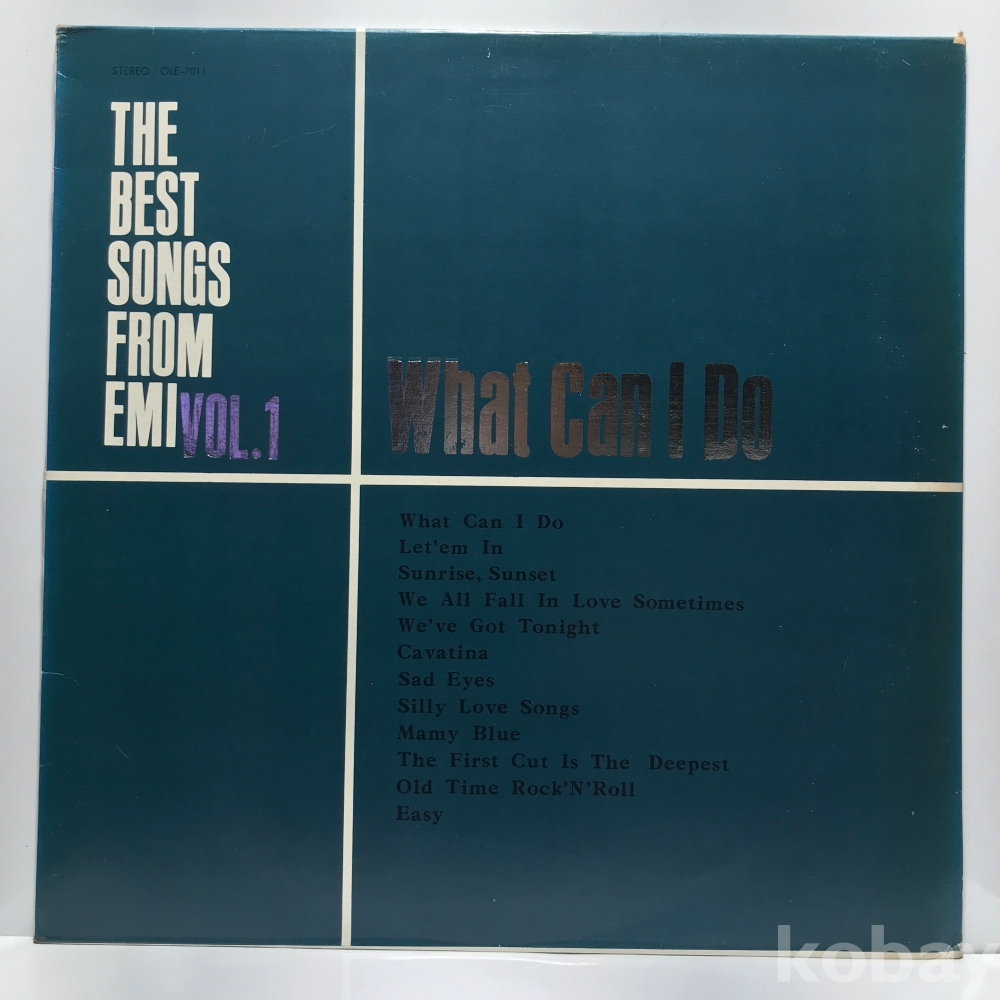 STEREO / OLE-7011
THE
BEST
SONGS
FROM
EMI VOL.1
What Can I Do
What Can I Do
Let'em In
Sunrise, Sunset
We All Fall In Love Sometimes
We've Got Tonight
Cavatina
Sad Eyes
Silly Love Songs
Mamy Blue
The First Cut Is The Deepest
Old Time Rock'N'Roll
Easy
kobay